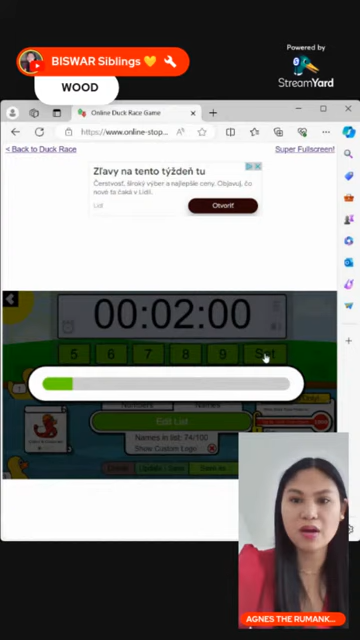 Powered by
StreamYard
BISWAR Siblings 💛
WOOD
Online Duck Race Game
https://www.online-stop...
< Back to Duck Race
Super Fullscreen!
Zľavy na tento týždeň tu
Čerstvosť, široký výber a najlepšie ceny. Objavuj, čo
nové ťa čaká v Lidli.
Lidl
Otvoriť
00:02:00
5 6 7 8 9 Set
Numbers Names
Edit List
Names in list: 74/100
Show Custom Logo
AGNES THE RUMANK...